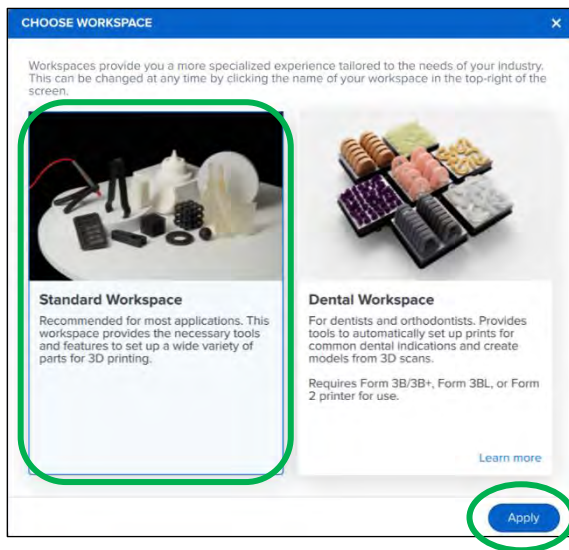 CHOOSE WORKSPACE
Workspaces provide you a more specialized experience tailored to the needs of your industry.
This can be changed at any time by clicking the name of your workspace in the top-right of the
screen.
Standard Workspace
Recommended for most applications. This
workspace provides the necessary tools
and features to set up a wide variety of
parts for 3D printing.
Dental Workspace
For dentists and orthodontists. Provides
tools to automatically set up prints for
common dental indications and create
models from 3D scans.
Requires Form 3B/3B+, Form 3BL, or Form
2 printer for use.
Learn more
Apply